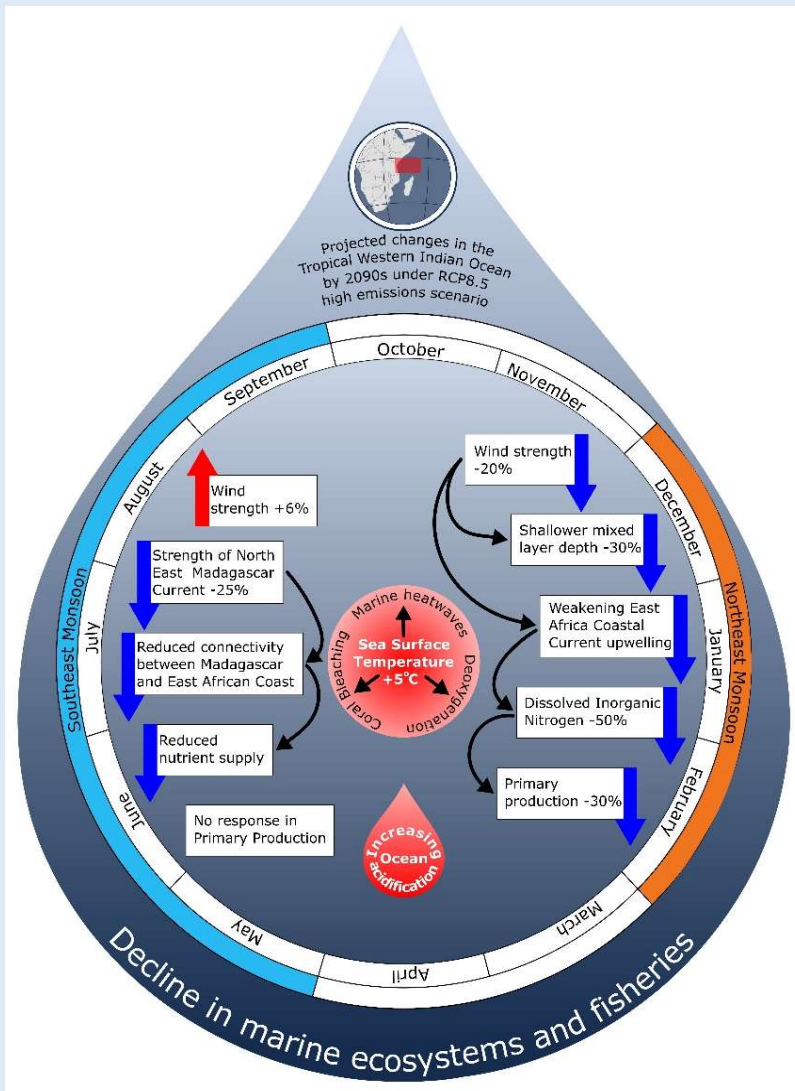 Projected changes in the
Tropical Western Indian Ocean
by 2090s under RCP8.5
high emissions scenario
October
November
December
January
February
March
April
May
June
July
August
September
Southeast Monsoon
Northeast Monsoon
Wind
strength +6%
Strength of North
East Madagascar
Current -25%
Reduced connectivity
between Madagascar
and East African Coast
Reduced
nutrient supply
No response in
Primary Production
Marine heatwaves
Sea Surface
Temperature
+5°C
Coral Bleaching
Deoxygenation
Increasing
Ocean
acidification
Wind strength
-20%
Shallower mixed
layer depth -30%
Weakening East
Africa Coastal
Current upwelling
Dissolved Inorganic
Nitrogen -50%
Primary
production -30%
Decline in marine ecosystems and fisheries